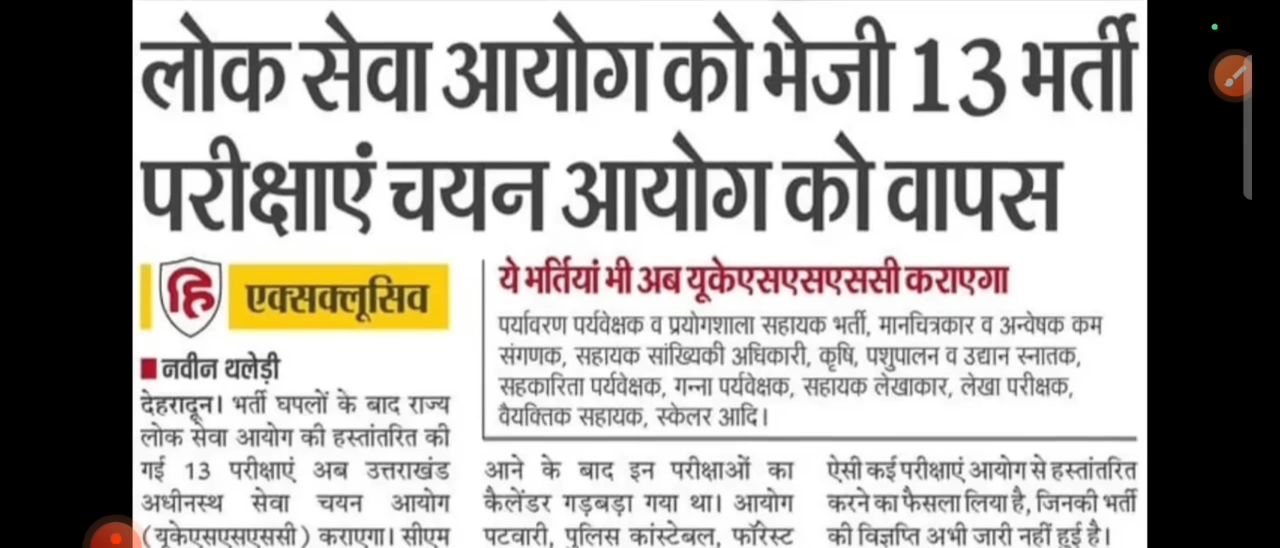 लोक सेवा आयोग को भेजी 13 भर्ती
परीक्षाएं चयन आयोग को वापस
हि एक्सक्लूसिव
नवीन थलेड़ी
देहरादून। भर्ती घपलों के बाद राज्य
लोक सेवा आयोग की हस्तांतरित की
गई 13 परीक्षाएं अब उत्तराखंड
अधीनस्थ सेवा चयन आयोग
(यूकेएसएसएससी) कराएगा। सीएम
ये भर्तियां भी अब यूकेएसएसएससी कराएगा
पर्यावरण पर्यवेक्षक व प्रयोगशाला सहायक भर्ती, मानचित्रकार व अन्वेषक कम
संगणक, सहायक सांख्यिकी अधिकारी, कृषि, पशुपालन व उद्यान स्नातक,
सहकारिता पर्यवेक्षक, गन्ना पर्यवेक्षक, सहायक लेखाकार, लेखा परीक्षक,
वैयक्तिक सहायक, स्केलर आदि।
आने के बाद इन परीक्षाओं का
कैलेंडर गड़बड़ा गया था। आयोग
पटवारी, पुलिस कांस्टेबल, फॉरेस्ट
ऐसी कई परीक्षाएं आयोग से हस्तांतरित
करने का फैसला लिया है, जिनकी भर्ती
की विज्ञप्ति अभी जारी नहीं हुई है।